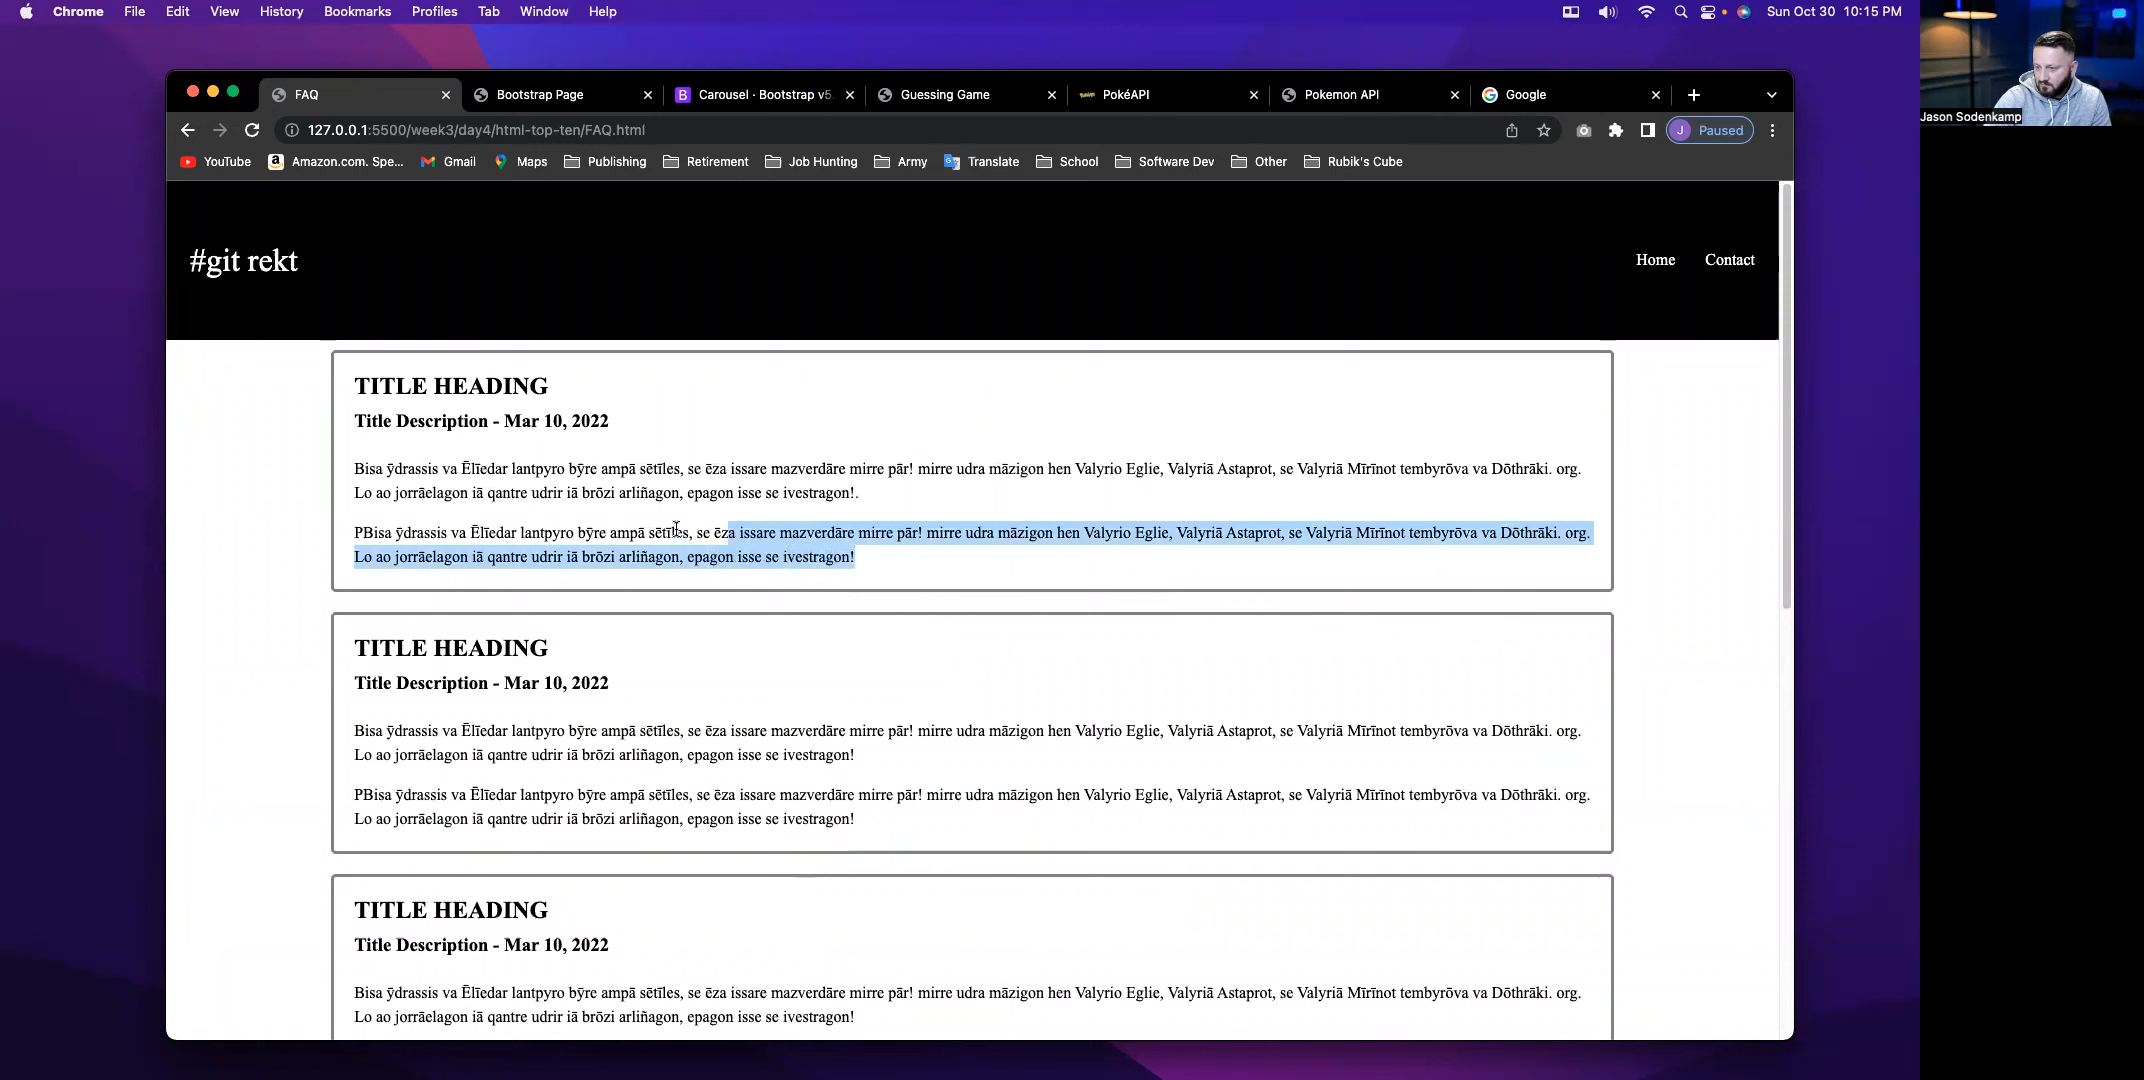 Chrome File Edit View History Bookmarks Profiles Tab Window Help Sun Oct 30 10:15 PM
FAQ Bootstrap Page Carousel · Bootstrap v5. Guessing Game PokéAPI Pokemon API Google
127.0.0.1:5500/week3/day4/html-top-ten/FAQ.html J Paused
YouTube Amazon.com. Spe... Gmail Maps Publishing Retirement Job Hunting Army Translate School Software Dev Other Rubik's Cube
Jason Sodenkamp
#git rekt Home Contact
TITLE HEADING
Title Description - Mar 10, 2022
Bisa ȳdrassis va Ēlīedar lantpyro bȳre ampā sētīles, se ēza issare mazverdāre mirre pār! mirre udra māzigon hen Valyrio Eglie, Valyriā Astaprot, se Valyriā Mīrīnot tembyrōva va Dōthrāki. org.
Lo ao jorrāelagon iā qantre udrir iā brōzi arliñagon, epagon isse se ivestragon!.
PBisa ȳdrassis va Ēlīedar lantpyro bȳre ampā sētīles, se ēza issare mazverdāre mirre pār! mirre udra māzigon hen Valyrio Eglie, Valyriā Astaprot, se Valyriā Mīrīnot tembyrōva va Dōthrāki. org.
Lo ao jorrāelagon iā qantre udrir iā brōzi arliñagon, epagon isse se ivestragon!
TITLE HEADING
Title Description - Mar 10, 2022
Bisa ȳdrassis va Ēlīedar lantpyro bȳre ampā sētīles, se ēza issare mazverdāre mirre pār! mirre udra māzigon hen Valyrio Eglie, Valyriā Astaprot, se Valyriā Mīrīnot tembyrōva va Dōthrāki. org.
Lo ao jorrāelagon iā qantre udrir iā brōzi arliñagon, epagon isse se ivestragon!
PBisa ȳdrassis va Ēlīedar lantpyro bȳre ampā sētīles, se ēza issare mazverdāre mirre pār! mirre udra māzigon hen Valyrio Eglie, Valyriā Astaprot, se Valyriā Mīrīnot tembyrōva va Dōthrāki. org.
Lo ao jorrāelagon iā qantre udrir iā brōzi arliñagon, epagon isse se ivestragon!
TITLE HEADING
Title Description - Mar 10, 2022
Bisa ȳdrassis va Ēlīedar lantpyro bȳre ampā sētīles, se ēza issare mazverdāre mirre pār! mirre udra māzigon hen Valyrio Eglie, Valyriā Astaprot, se Valyriā Mīrīnot tembyrōva va Dōthrāki. org.
Lo ao jorrāelagon iā qantre udrir iā brōzi arliñagon, epagon isse se ivestragon!